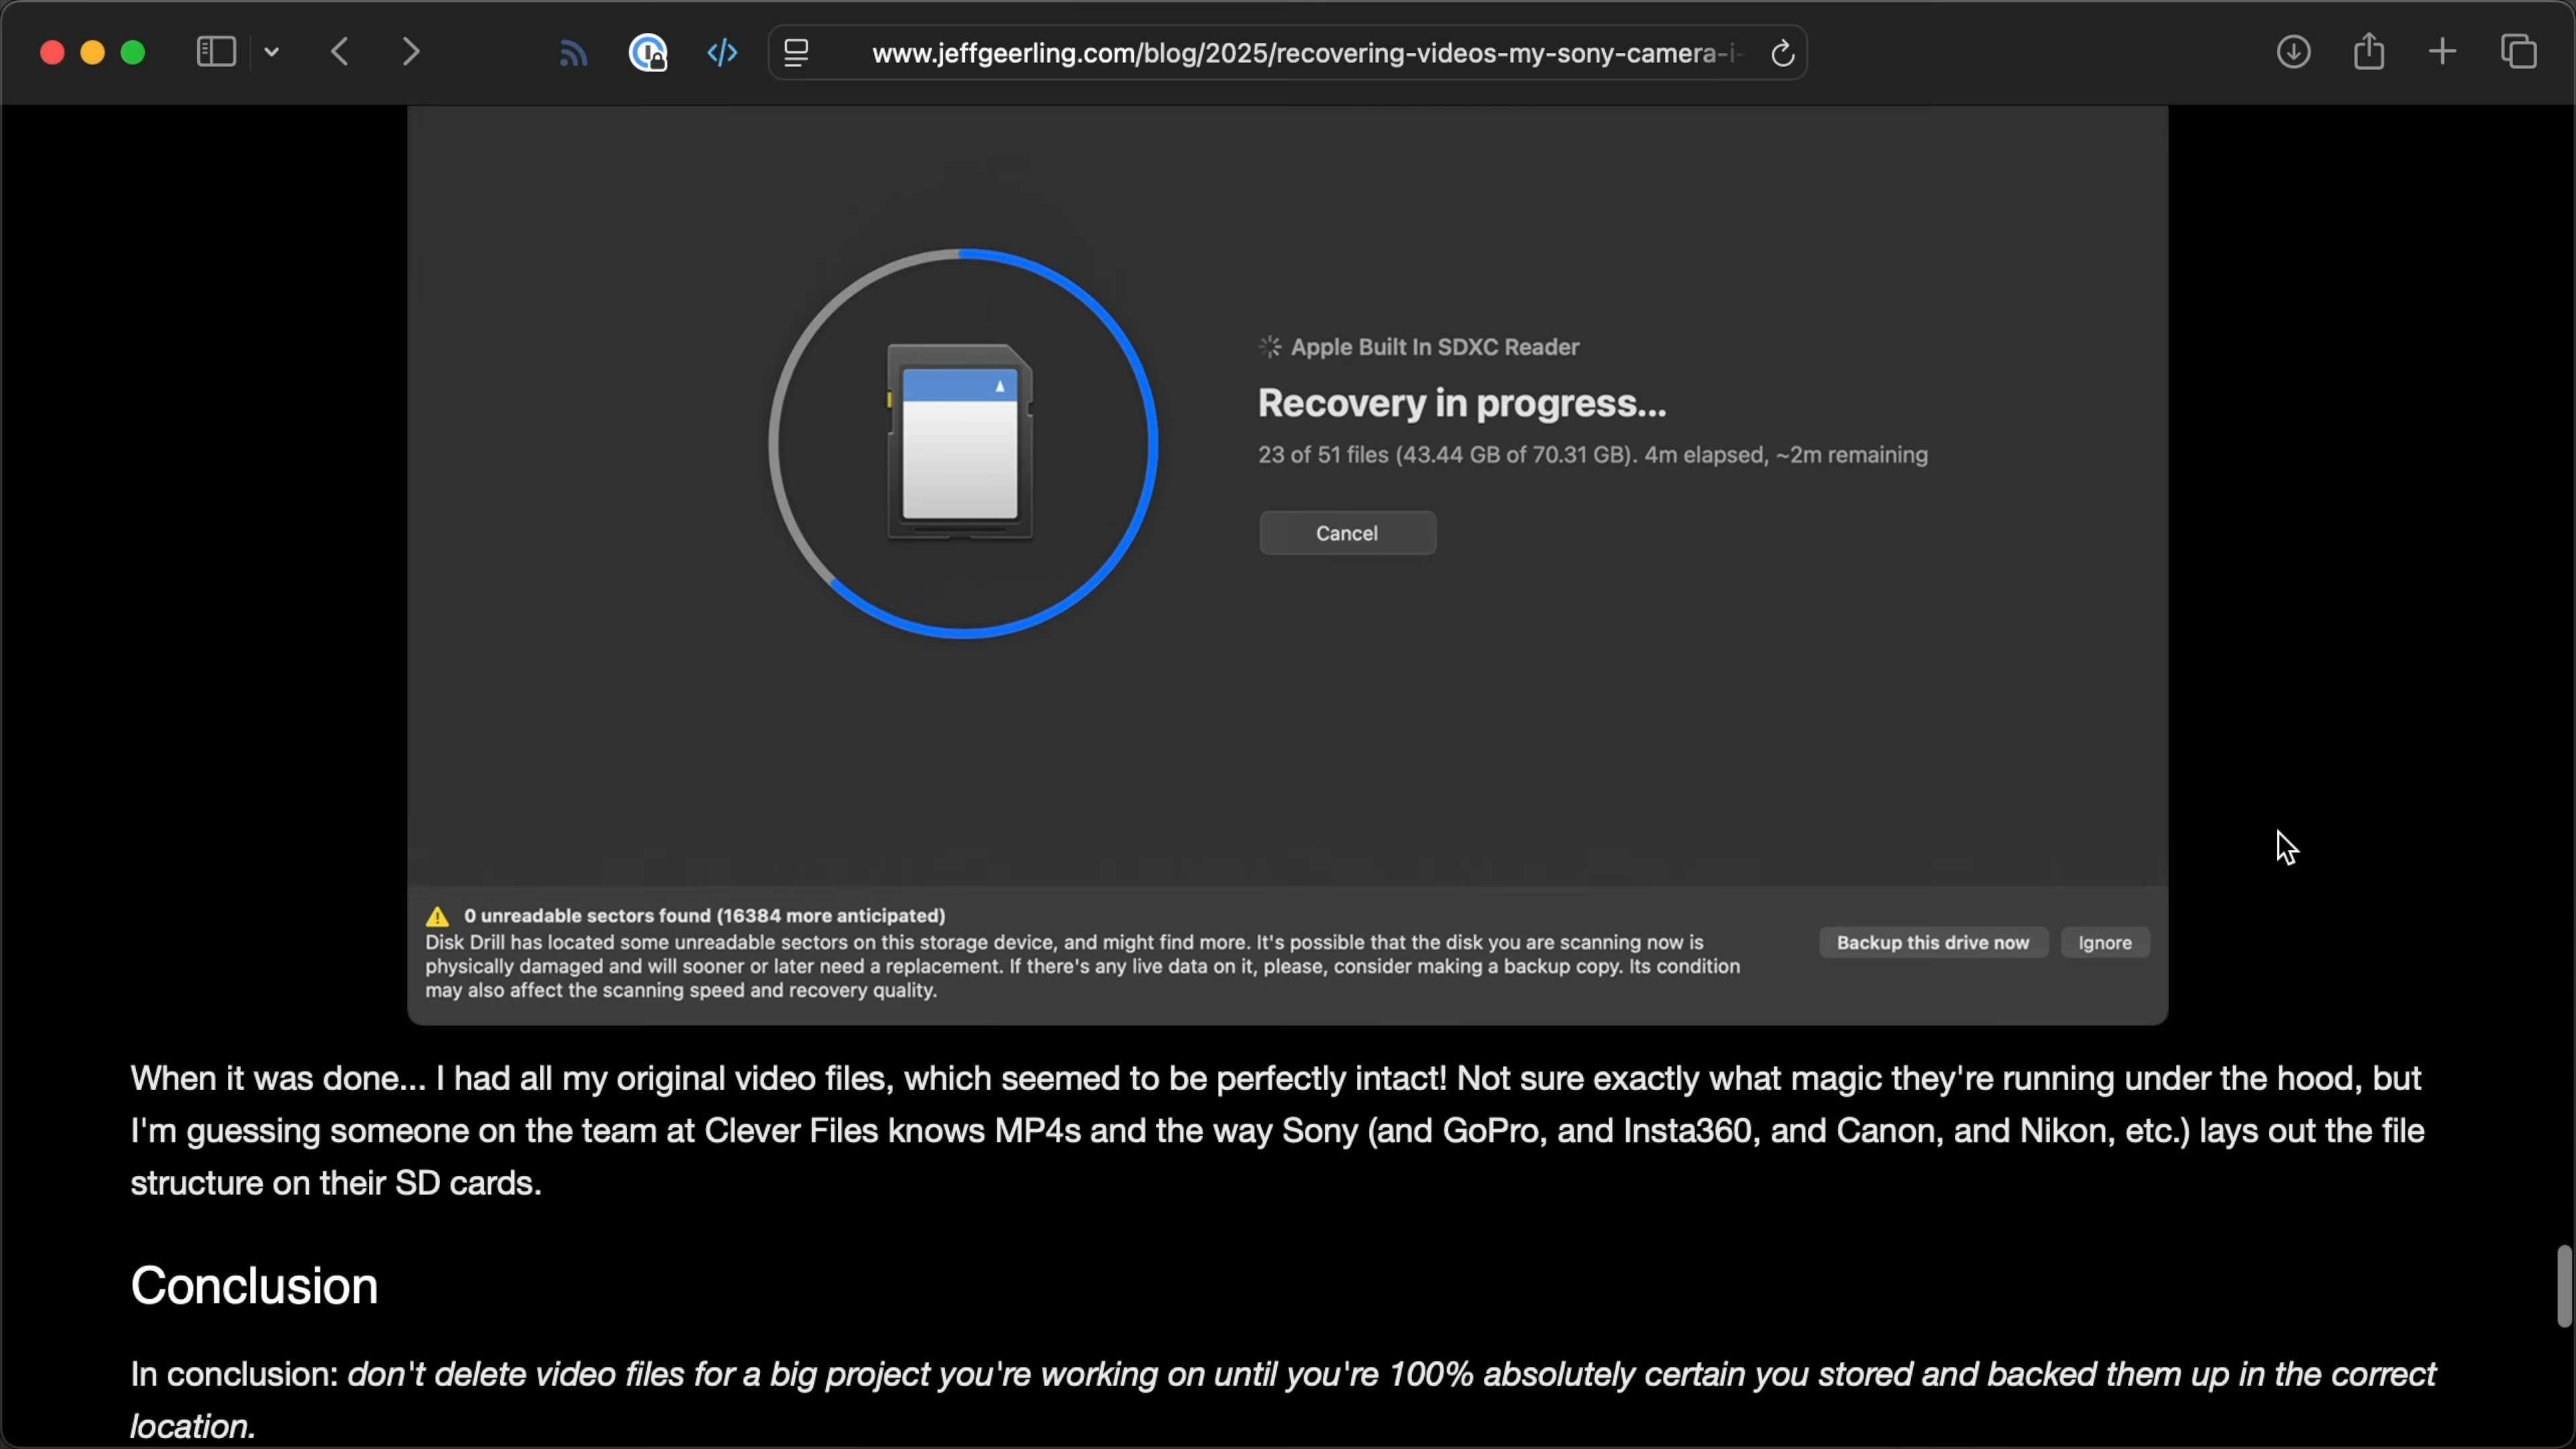 www.jeffgeerling.com/blog/2025/recovering-videos-my-sony-camera-i-
Apple Built In SDXC Reader
Recovery in progress...
23 of 51 files (43.44 GB of 70.31 GB). 4m elapsed, ~2m remaining
Cancel
0 unreadable sectors found (16384 more anticipated)
Disk Drill has located some unreadable sectors on this storage device, and might find more. It's possible that the disk you are scanning now is
physically damaged and will sooner or later need a replacement. If there's any live data on it, please, consider making a backup copy. Its condition
may also affect the scanning speed and recovery quality.
Backup this drive now
Ignore
When it was done... I had all my original video files, which seemed to be perfectly intact! Not sure exactly what magic they're running under the hood, but
I'm guessing someone on the team at Clever Files knows MP4s and the way Sony (and GoPro, and Insta360, and Canon, and Nikon, etc.) lays out the file
structure on their SD cards.
Conclusion
In conclusion: don't delete video files for a big project you're working on until you're 100% absolutely certain you stored and backed them up in the correct
location.